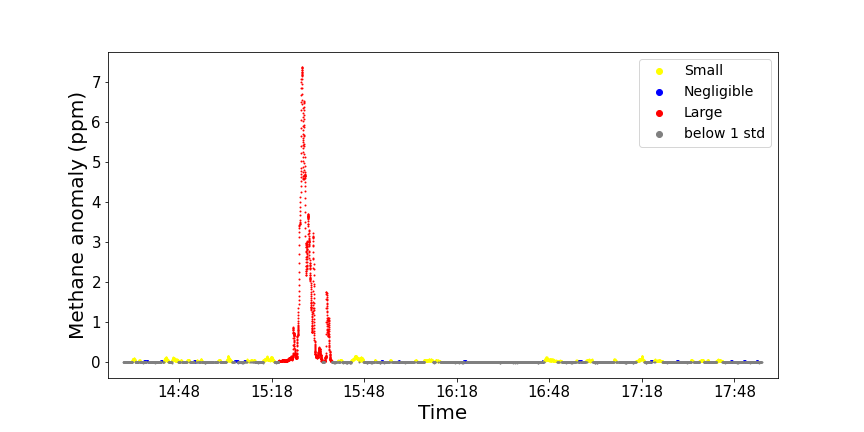 Small
Negligible
Large
below 1 std
Methane anomaly (ppm)
7
6
5
4
3
2
1
0
14:48 15:18 15:48 16:18 16:48 17:18 17:48
Time